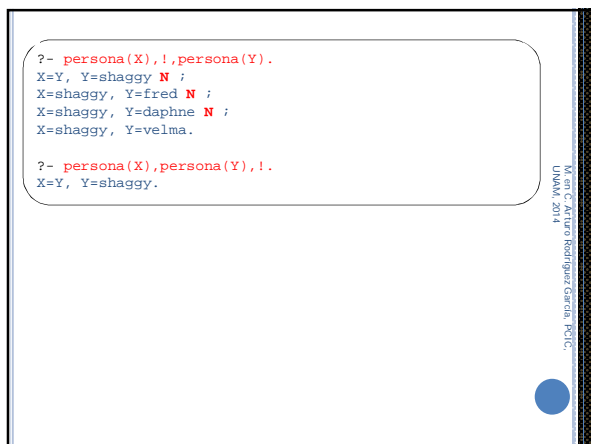 ?- persona(X),!,persona(Y).
X=Y, Y=shaggy N ;
X=shaggy, Y=fred N ;
X=shaggy, Y=daphne N ;
X=shaggy, Y=velma.
?- persona(X),persona(Y),!.
X=Y, Y=shaggy.
M. en C. Arturo Rodríguez García, PCIC,
UNAM, 2014